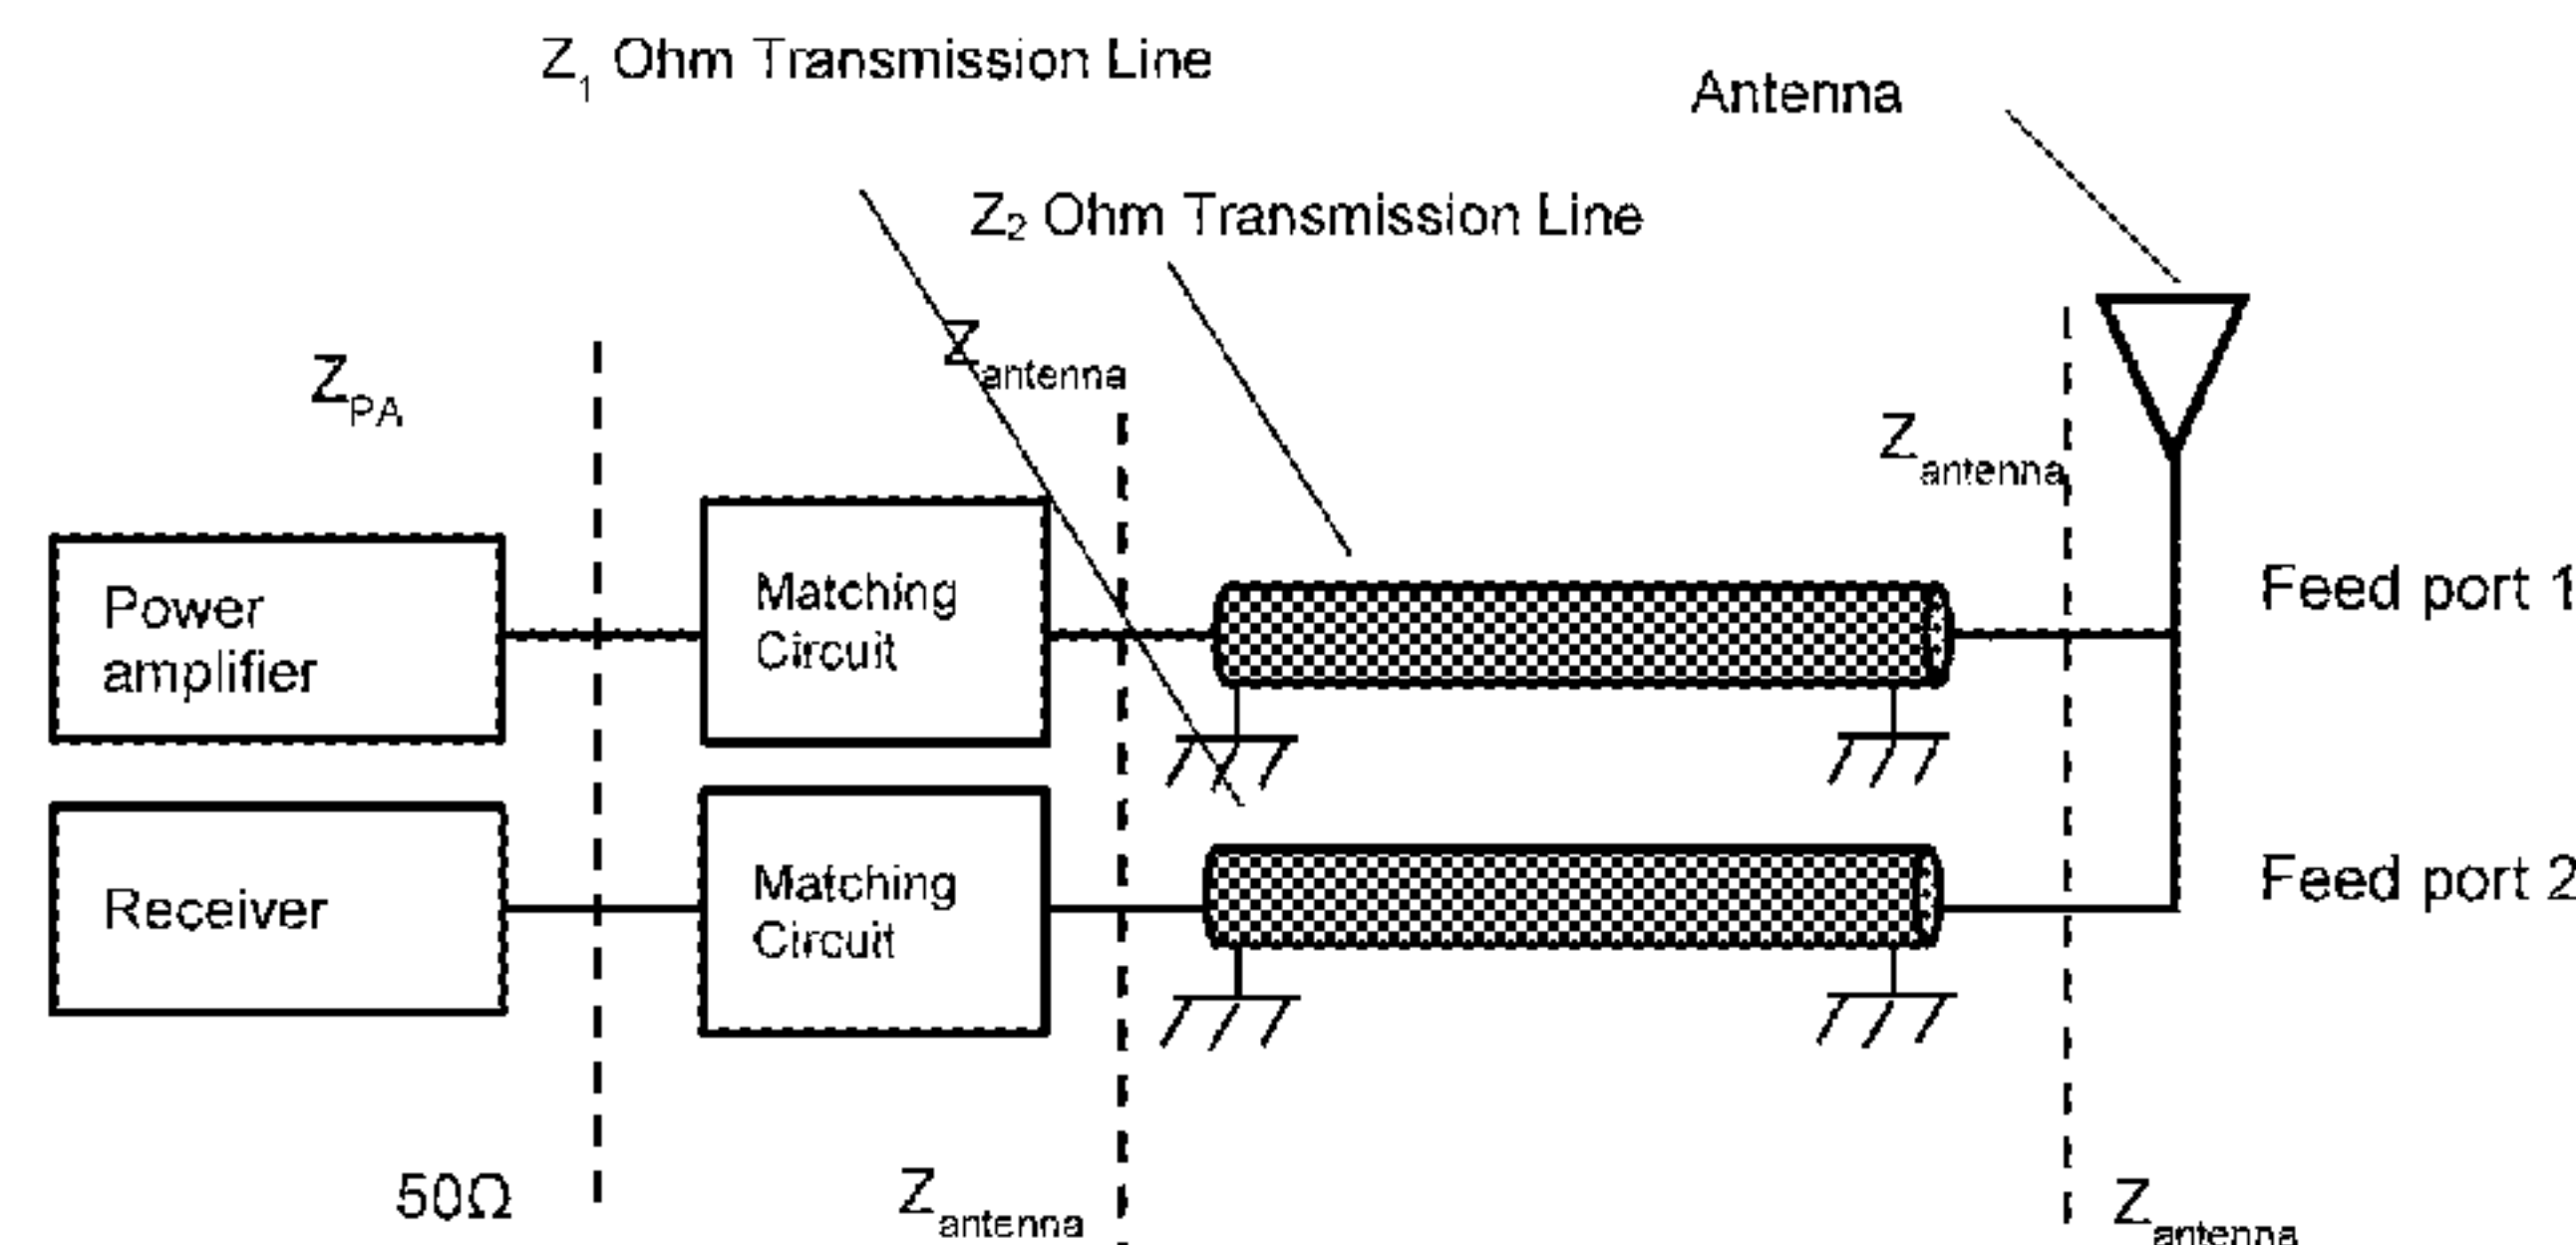 Z1 Ohm Transmission Line
Antenna
Z2 Ohm Transmission Line
Zantenna
ZPA
Zantenna
Power
amplifier
Matching
Circuit
Feed port 1
Receiver
Matching
Circuit
Feed port 2
50Ω
Zantenna
Zantenna